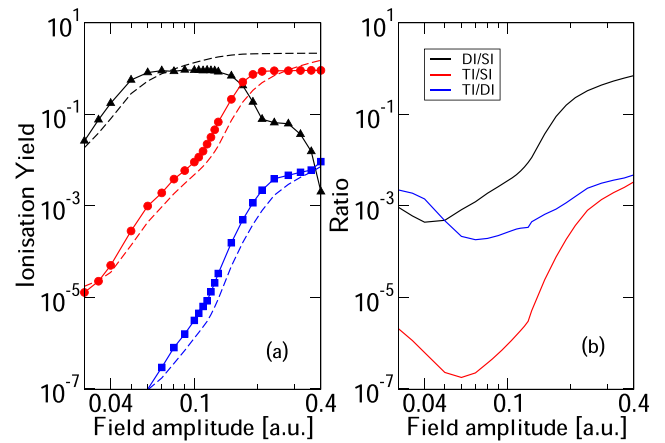 Ionisation Yield
10^1
10^-1
10^-3
10^-5
10^-7
0.04
0.1
0.4
Field amplitude [a.u.]
(a)
Ratio
10^1
10^-1
10^-3
10^-5
10^-7
0.04
0.1
0.4
Field amplitude [a.u.]
DI/SI
TI/SI
TI/DI
(b)